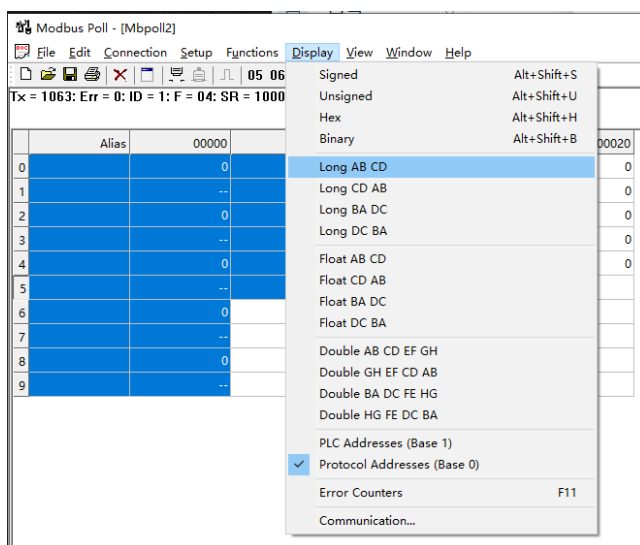 Modbus Poll - [Mbpoll2]
File Edit Connection Setup Functions Display View Window Help
05 06
Tx = 1063: Err = 0: ID = 1: F = 04: SR = 1000
Alias 00000 00020
0 0 0
1 -- 0
2 0 0
3 -- 0
4 0 0
5 --
6 0
7 --
8 0
9 --
Signed Alt+Shift+S
Unsigned Alt+Shift+U
Hex Alt+Shift+H
Binary Alt+Shift+B
Long AB CD
Long CD AB
Long BA DC
Long DC BA
Float AB CD
Float CD AB
Float BA DC
Float DC BA
Double AB CD EF GH
Double GH EF CD AB
Double BA DC FE HG
Double HG FE DC BA
PLC Addresses (Base 1)
Protocol Addresses (Base 0)
Error Counters F11
Communication...